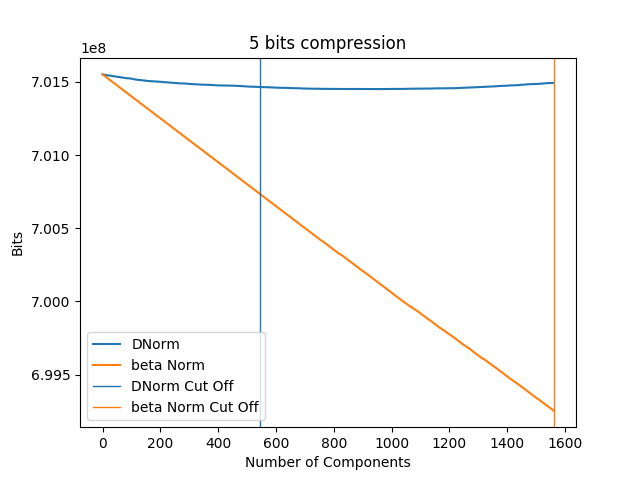 5 bits compression
1e8
7.015
7.010
7.005
7.000
6.995
Bits
DNorm
beta Norm
DNorm Cut Off
beta Norm Cut Off
0 200 400 600 800 1000 1200 1400 1600
Number of Components